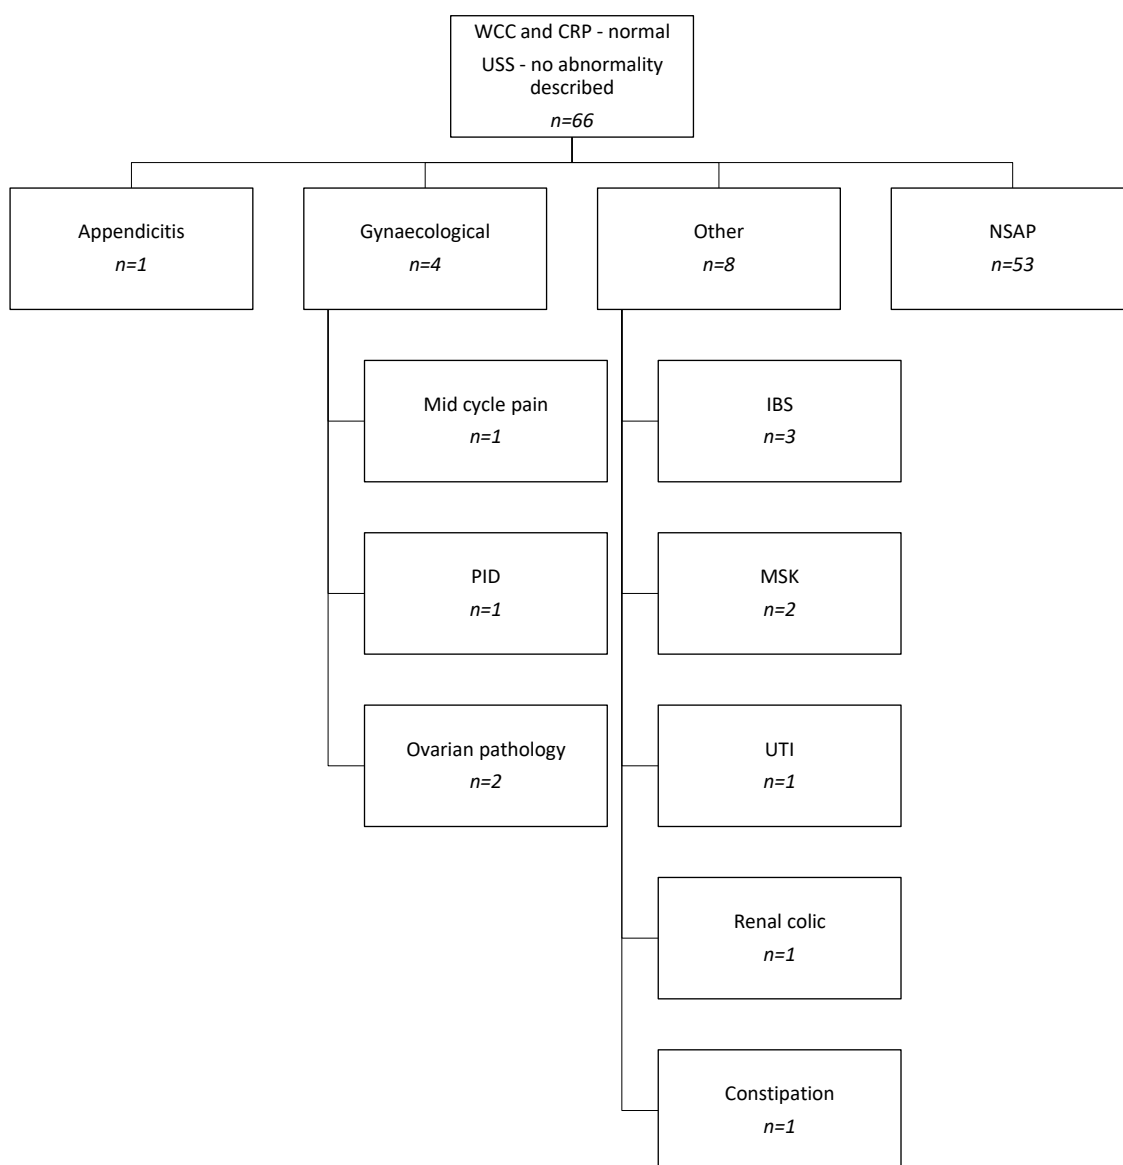 WCC and CRP - normal
USS - no abnormality
described
n=66
Appendicitis
n=1
Gynaecological
n=4
Other
n=8
NSAP
n=53
Mid cycle pain
n=1
PID
n=1
Ovarian pathology
n=2
IBS
n=3
MSK
n=2
UTI
n=1
Renal colic
n=1
Constipation
n=1